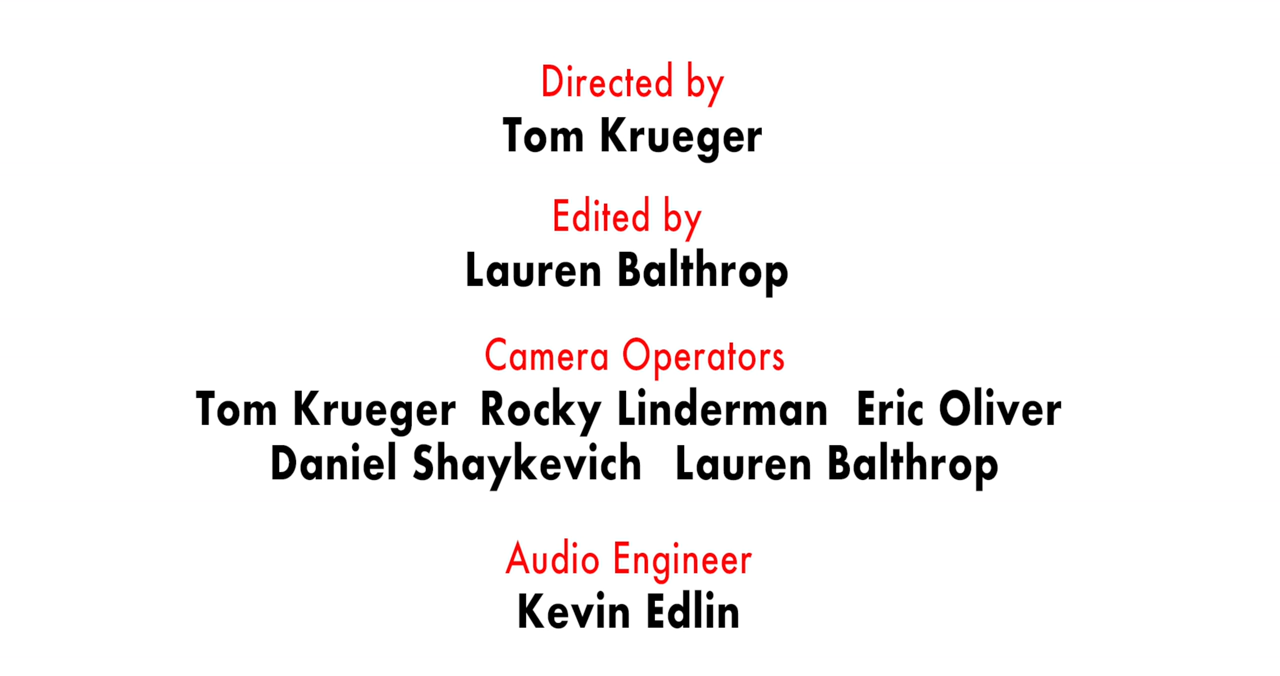 Directed by
Tom Krueger
Edited by
Lauren Balthrop
Camera Operators
Tom Krueger Rocky Linderman Eric Oliver
Daniel Shaykevich Lauren Balthrop
Audio Engineer
Kevin Edlin